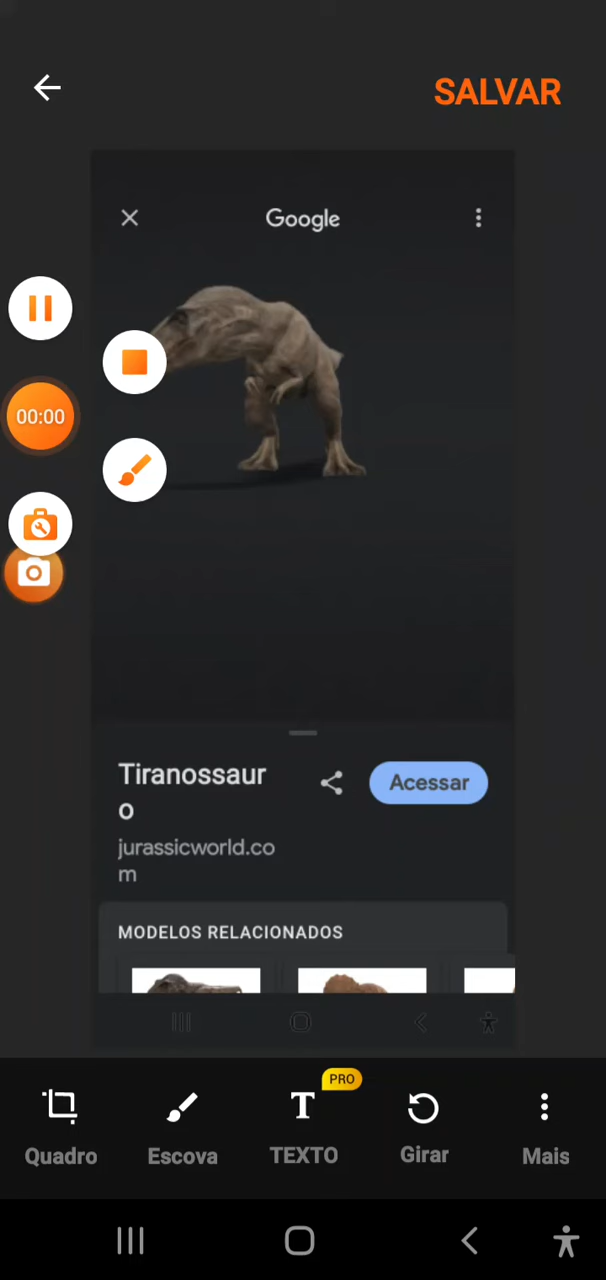 SALVAR
Google
00:00
Tiranossaur
o
Acessar
jurassicworld.co
m
MODELOS RELACIONADOS
PRO
Quadro
Escova
T
TEXTO
Girar
Mais